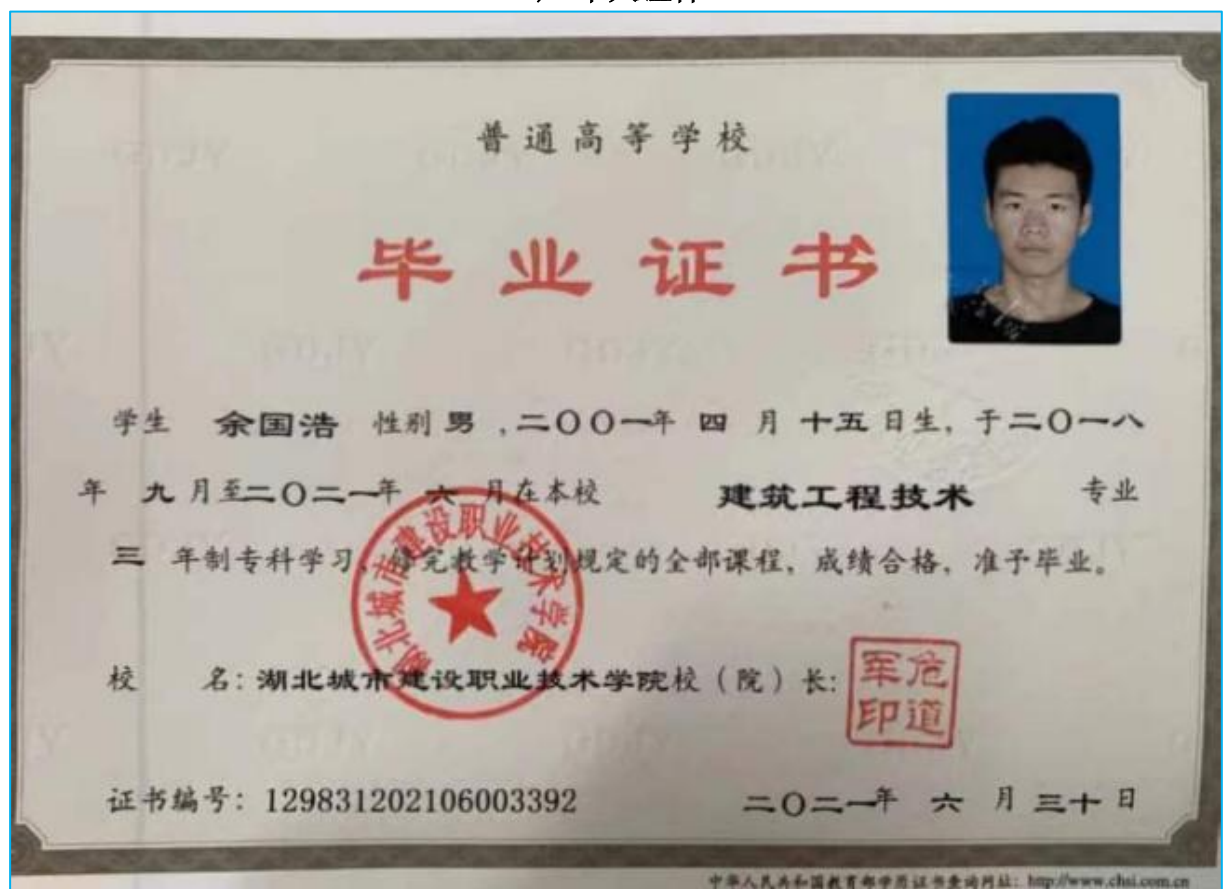 普通高等学校
毕业证书
学生 余国浩 性别 男 ,二〇〇一年 四 月 十五 日生, 于二〇一八
年 九 月至二〇二一年 六 月在本校 建筑工程技术 专业
三 年制专科学习, 修完教学计划规定的全部课程, 成绩合格, 准予毕业。
湖北城市建设职业技术学院
校 名: 湖北城市建设职业技术学院校(院)长:
危道军印
证书编号: 129831202106003392 二〇二一年 六 月 三十 日
中华人民共和国教育部学历证书查询网址: http://www.chsi.com.cn